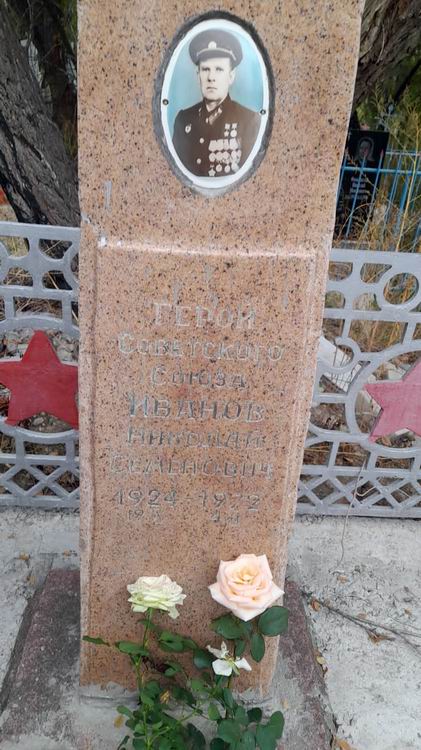 ГЕРОЙ
СОВЕТСКОГО
СОЮЗА
ИВАНОВ
НИКОЛАЙ
СЕМЕНОВИЧ
1924-1972